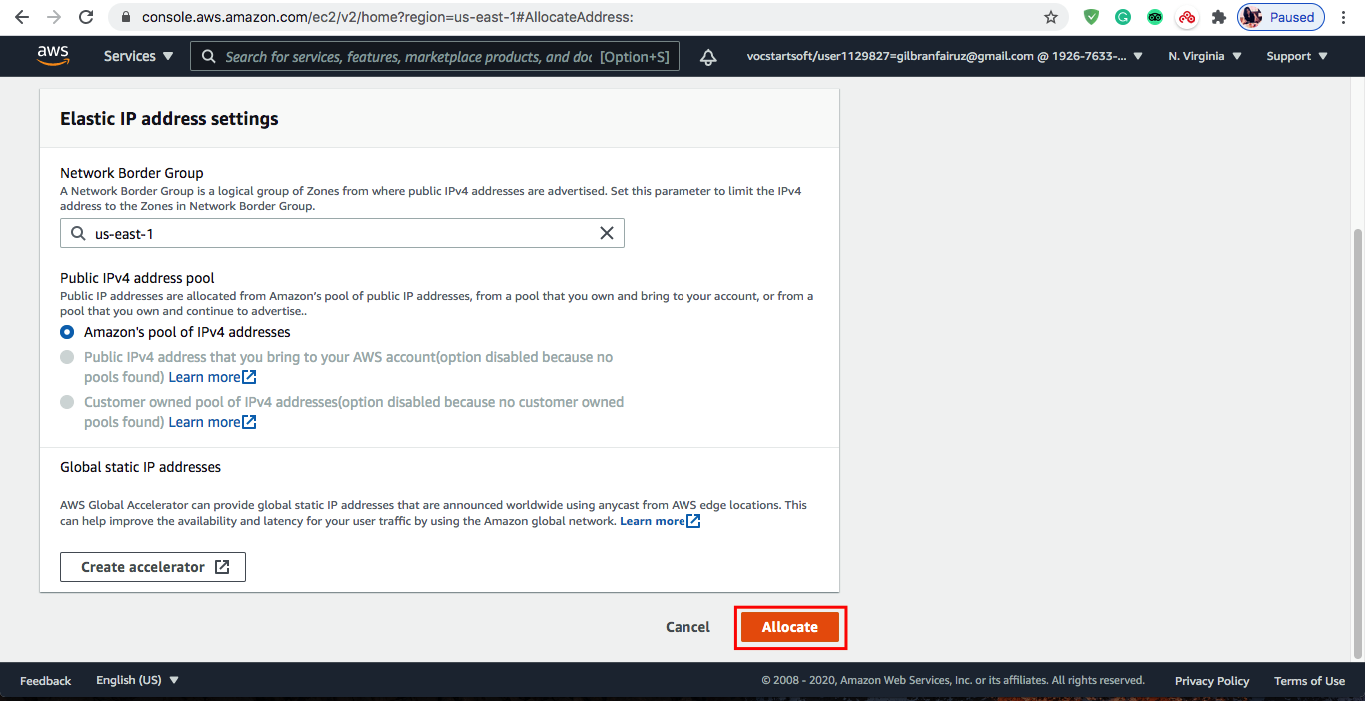 console.aws.amazon.com/ec2/v2/home?region=us-east-1#AllocateAddress:
Paused
aws
Services
Search for services, features, marketplace products, and doc [Option+S]
vocstartsoft/user1129827=gilbranfairuz@gmail.com @ 1926-7633-...
N. Virginia
Support
Elastic IP address settings
Network Border Group
A Network Border Group is a logical group of Zones from where public IPv4 addresses are advertised. Set this parameter to limit the IPv4
address to the Zones in Network Border Group.
us-east-1
Public IPv4 address pool
Public IP addresses are allocated from Amazon's pool of public IP addresses, from a pool that you own and bring to your account, or from a
pool that you own and continue to advertise..
Amazon's pool of IPv4 addresses
Public IPv4 address that you bring to your AWS account(option disabled because no
pools found) Learn more
Customer owned pool of IPv4 addresses(option disabled because no customer owned
pools found) Learn more
Global static IP addresses
AWS Global Accelerator can provide global static IP addresses that are announced worldwide using anycast from AWS edge locations. This
can help improve the availability and latency for your user traffic by using the Amazon global network. Learn more
Create accelerator
Cancel
Allocate
Feedback
English (US)
© 2008 - 2020, Amazon Web Services, Inc. or its affiliates. All rights reserved.
Privacy Policy
Terms of Use